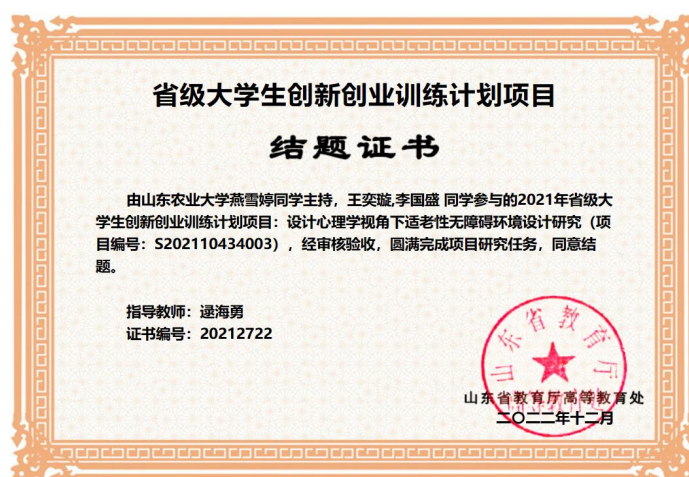 省级大学生创新创业训练计划项目
结题证书
由山东农业大学燕雪婷同学主持，王奕璇,李国盛 同学参与的2021年省级大
学生创新创业训练计划项目：设计心理学视角下适老性无障碍环境设计研究（项
目编号：S202110434003），经审核验收，圆满完成项目研究任务，同意结
题。
指导教师：逯海勇
证书编号：20212722
山东省教育厅
山东省教育厅高等教育处
二〇二二年十二月